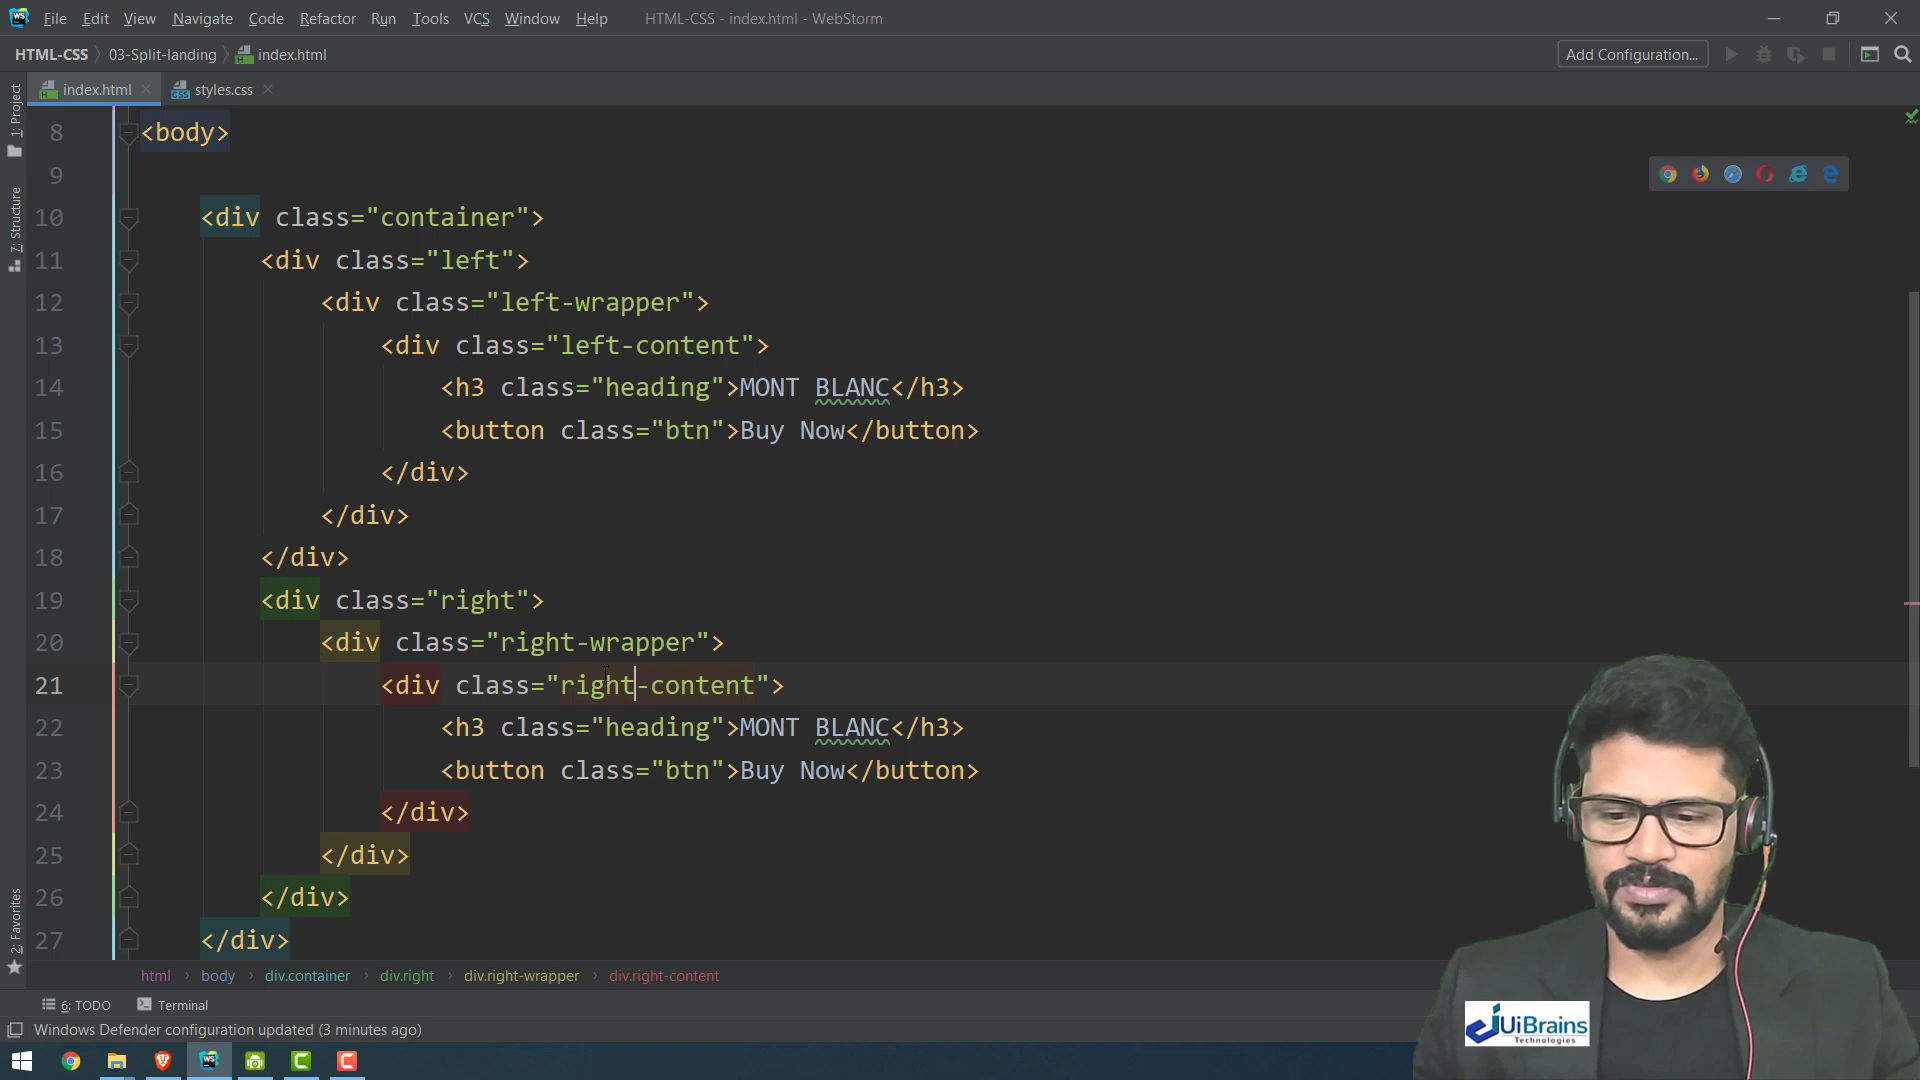 File Edit View Navigate Code Refactor Run Tools VCS Window Help HTML-CSS - index.html - WebStorm
HTML-CSS 03-Split-landing index.html Add Configuration...
index.html styles.css
1: Project
7: Structure
2: Favorites
8 <body>
9
10 <div class="container">
11 <div class="left">
12 <div class="left-wrapper">
13 <div class="left-content">
14 <h3 class="heading">MONT BLANC</h3>
15 <button class="btn">Buy Now</button>
16 </div>
17 </div>
18 </div>
19 <div class="right">
20 <div class="right-wrapper">
21 <div class="right-content">
22 <h3 class="heading">MONT BLANC</h3>
23 <button class="btn">Buy Now</button>
24 </div>
25 </div>
26 </div>
27 </div>
html body div.container div.right div.right-wrapper div.right-content
6: TODO Terminal
Windows Defender configuration updated (3 minutes ago)
UiBrains
Technologies